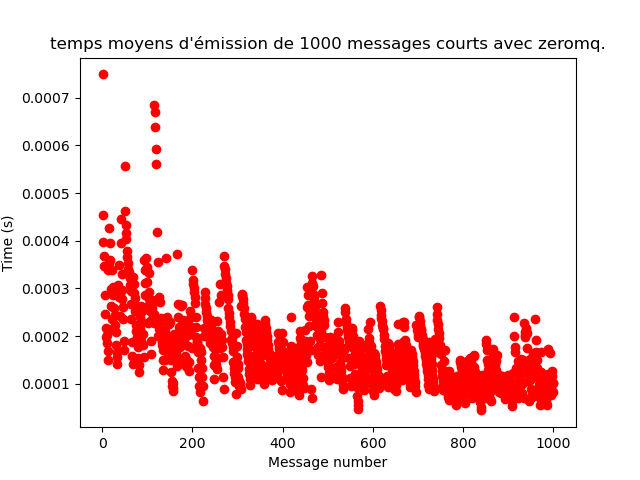 temps moyens d'émission de 1000 messages courts avec zeromq.
0.0007
0.0006
0.0005
0.0004
0.0003
0.0002
0.0001
Time (s)
0 200 400 600 800 1000
Message number